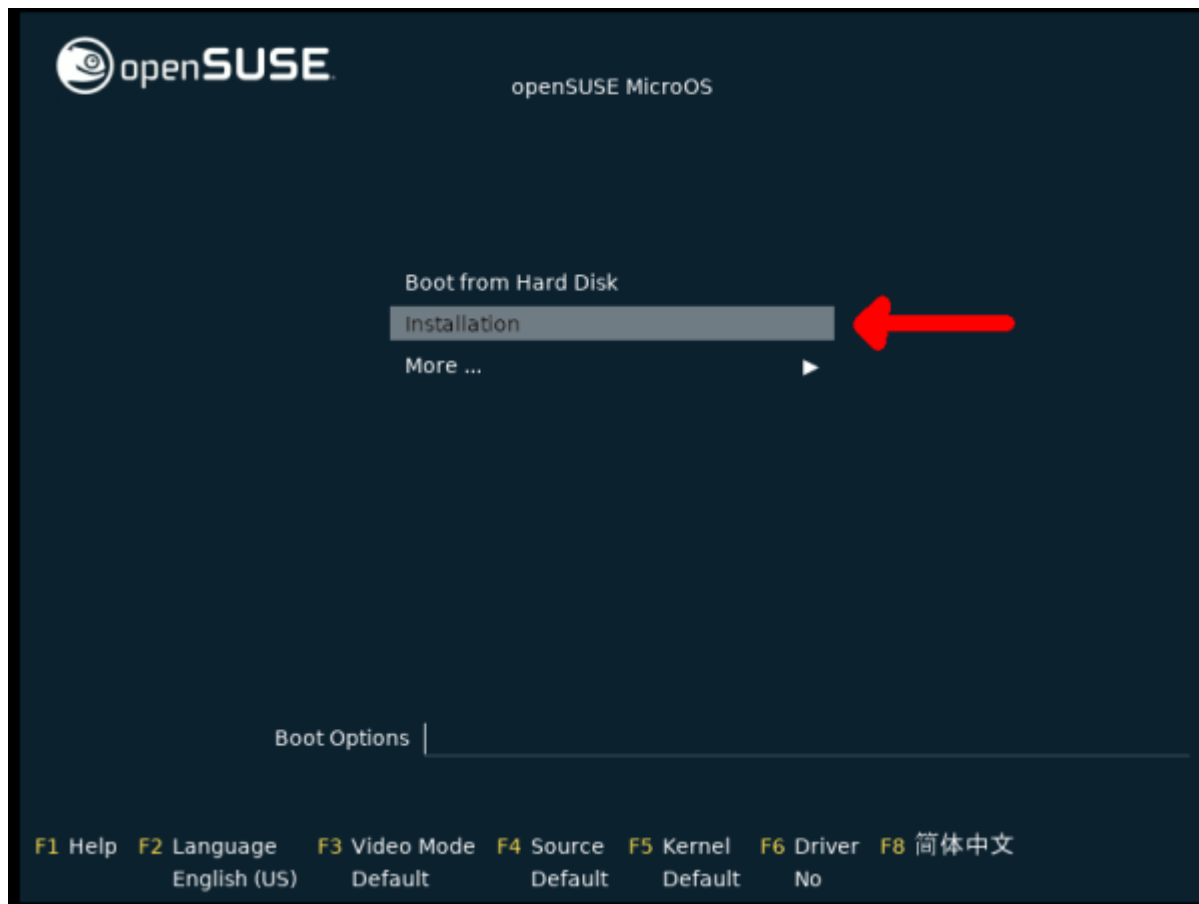 openSUSE
openSUSE MicroOS
Boot from Hard Disk
Installation
More ...
Boot Options
F1 Help F2 Language F3 Video Mode F4 Source F5 Kernel F6 Driver F8 简体中文
English (US) Default Default Default No